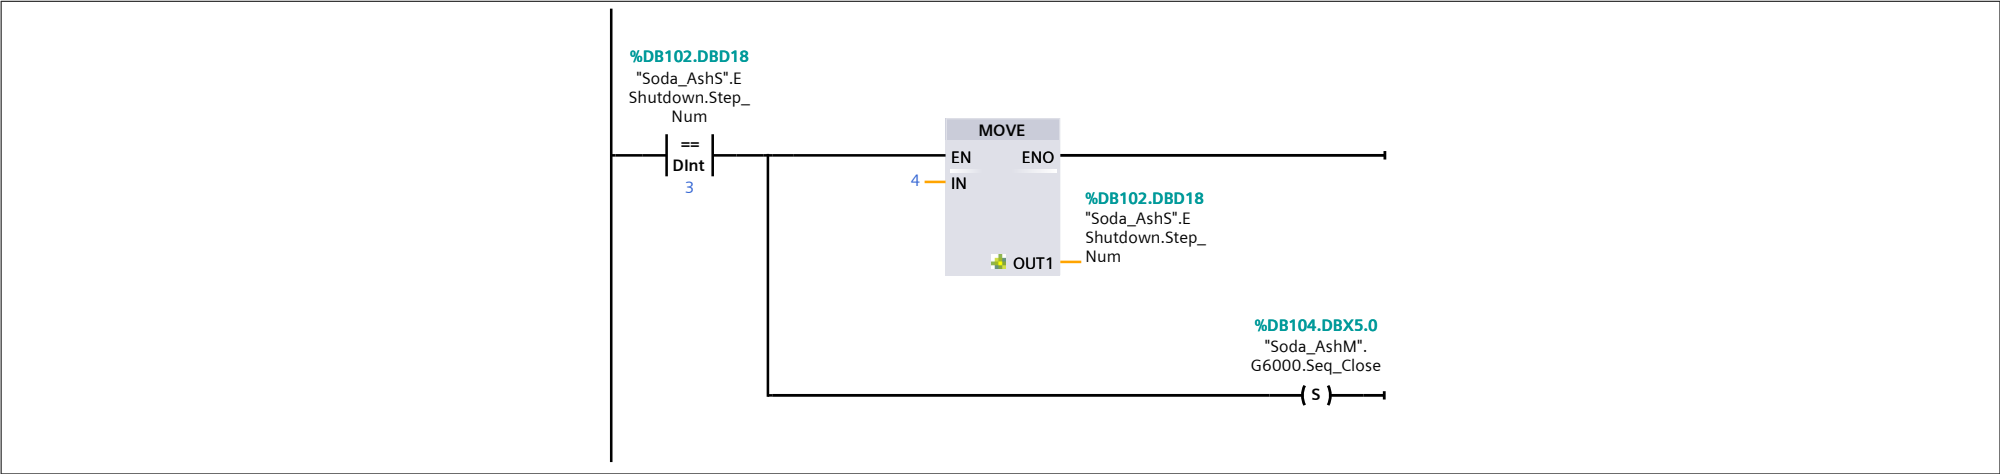 %DB102.DBD18
"Soda_AshS".E
Shutdown.Step_
Num
==
DInt
3
MOVE
EN ENO
4 IN
%DB102.DBD18
"Soda_AshS".E
Shutdown.Step_
Num
OUT1
%DB104.DBX5.0
"Soda_AshM".
G6000.Seq_Close
S